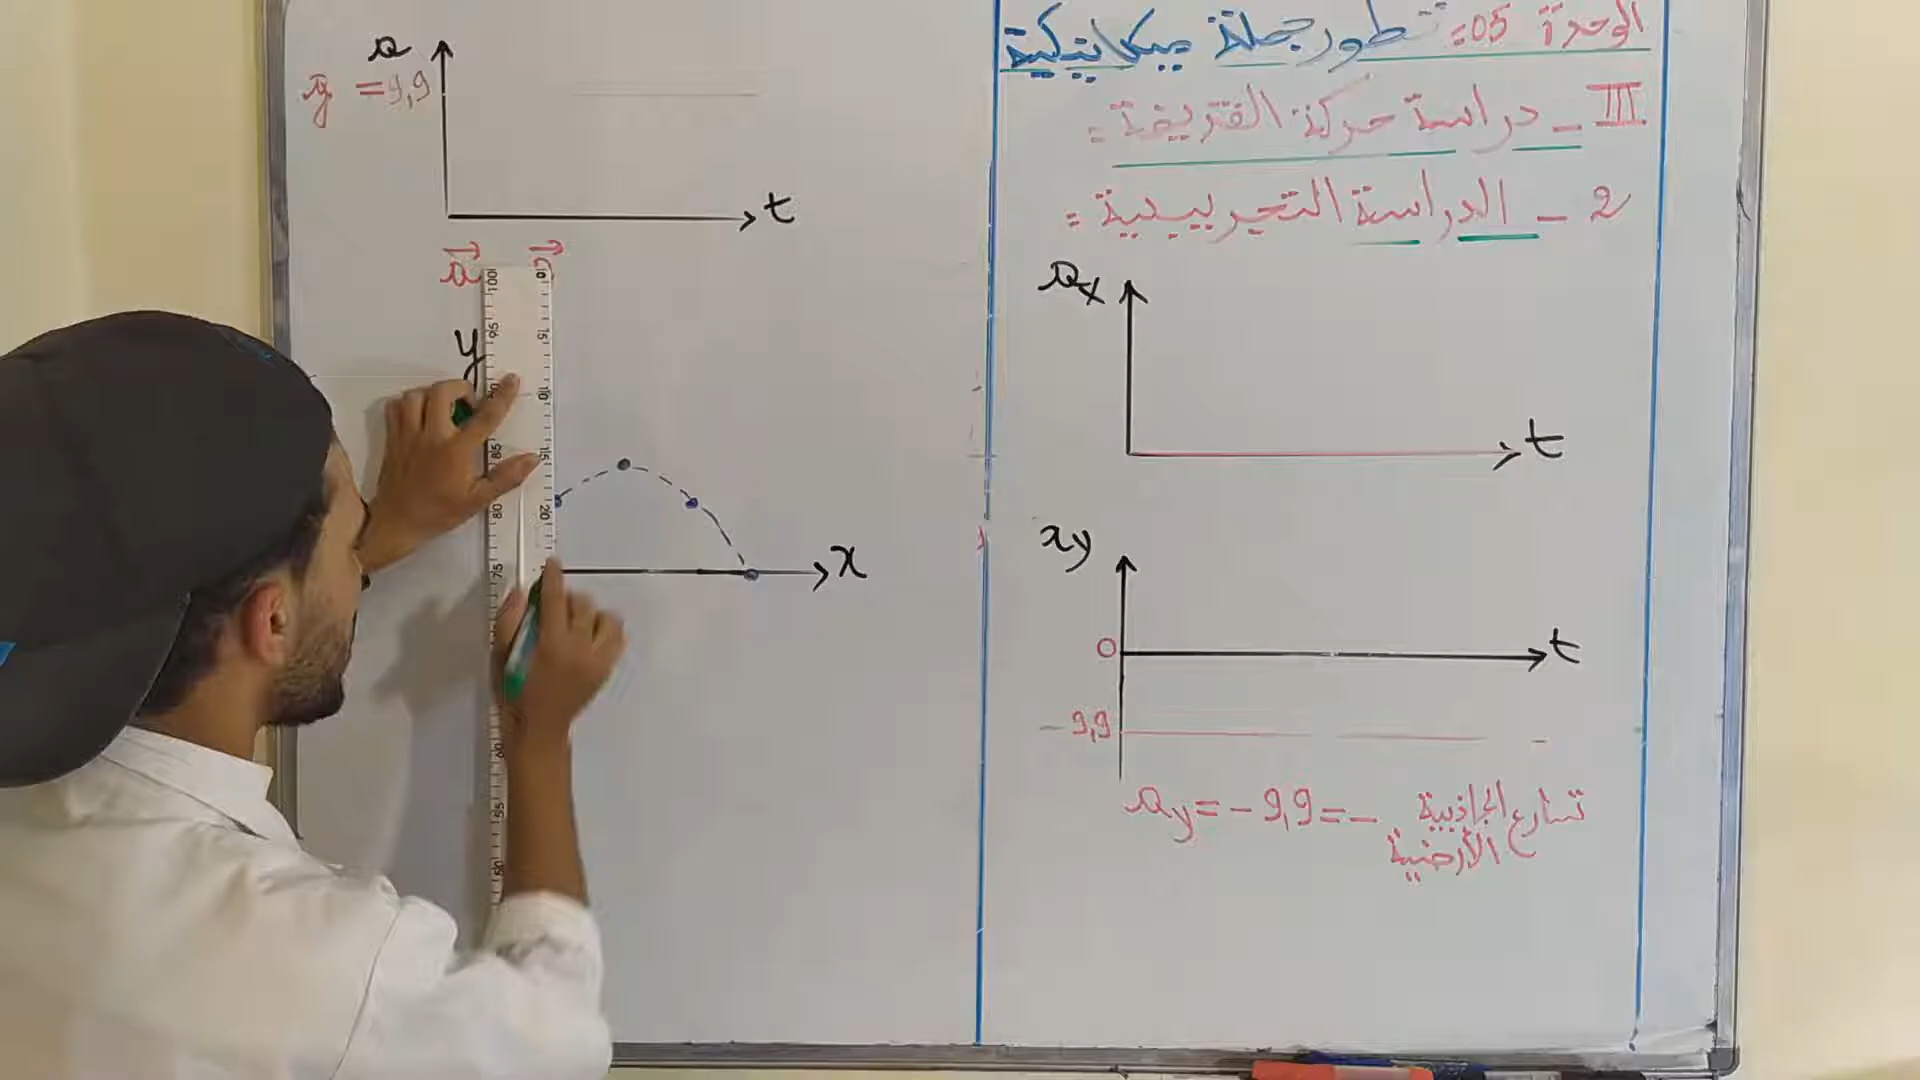 الوحدة 05: تطور جملة ميكانيكية
III - دراسة حركة القذيفة:
2 - الدراسة التجريبية:
ax
t
xy
0
t
-9,9
ay = -9,9 = - تسارع الجاذبية
الأرضية
a
g = 9,9
t
a
y
x